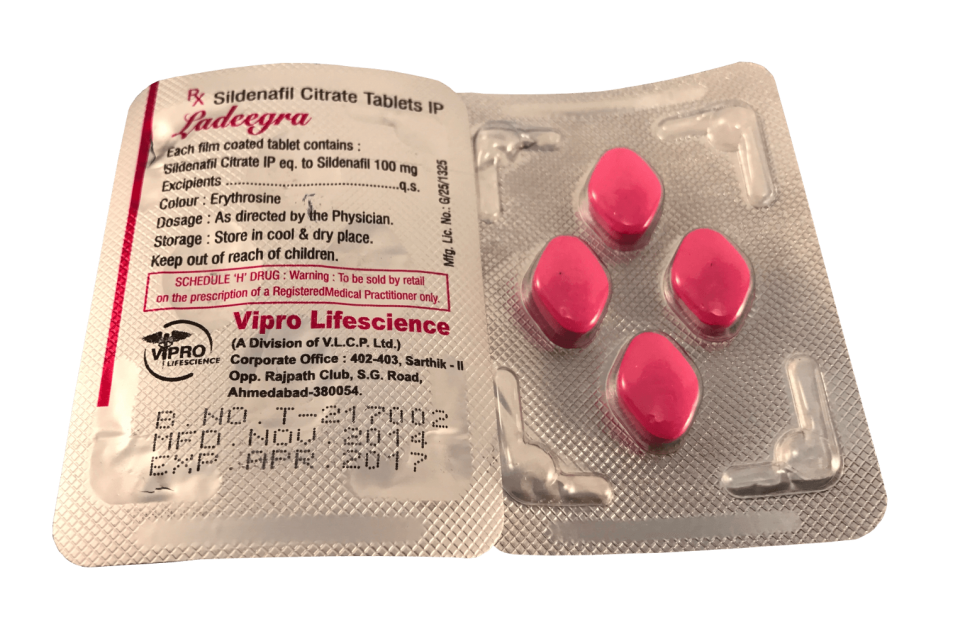 Rx Sildenafil Citrate Tablets IP
Ladeegra
Each film coated tablet contains :
Sildenafil Citrate IP eq. to Sildenafil 100 mg
Excipients ............................................q.s.
Colour : Erythrosine
Dosage : As directed by the Physician.
Storage : Store in cool & dry place.
Keep out of reach of children.
Mfg. Lic. No.: G/25/1325
SCHEDULE 'H' DRUG : Warning : To be sold by retail
on the prescription of a RegisteredMedical Practitioner only.
Vipro Lifescience
(A Division of V.L.C.P. Ltd.)
Corporate Office : 402-403, Sarthik - II
Opp. Rajpath Club, S.G. Road,
Ahmedabad-380054.
VIPRO
LIFESCIENCE
B.NO.T-217002
MFD.NOV.2014
EXP.APR.2017